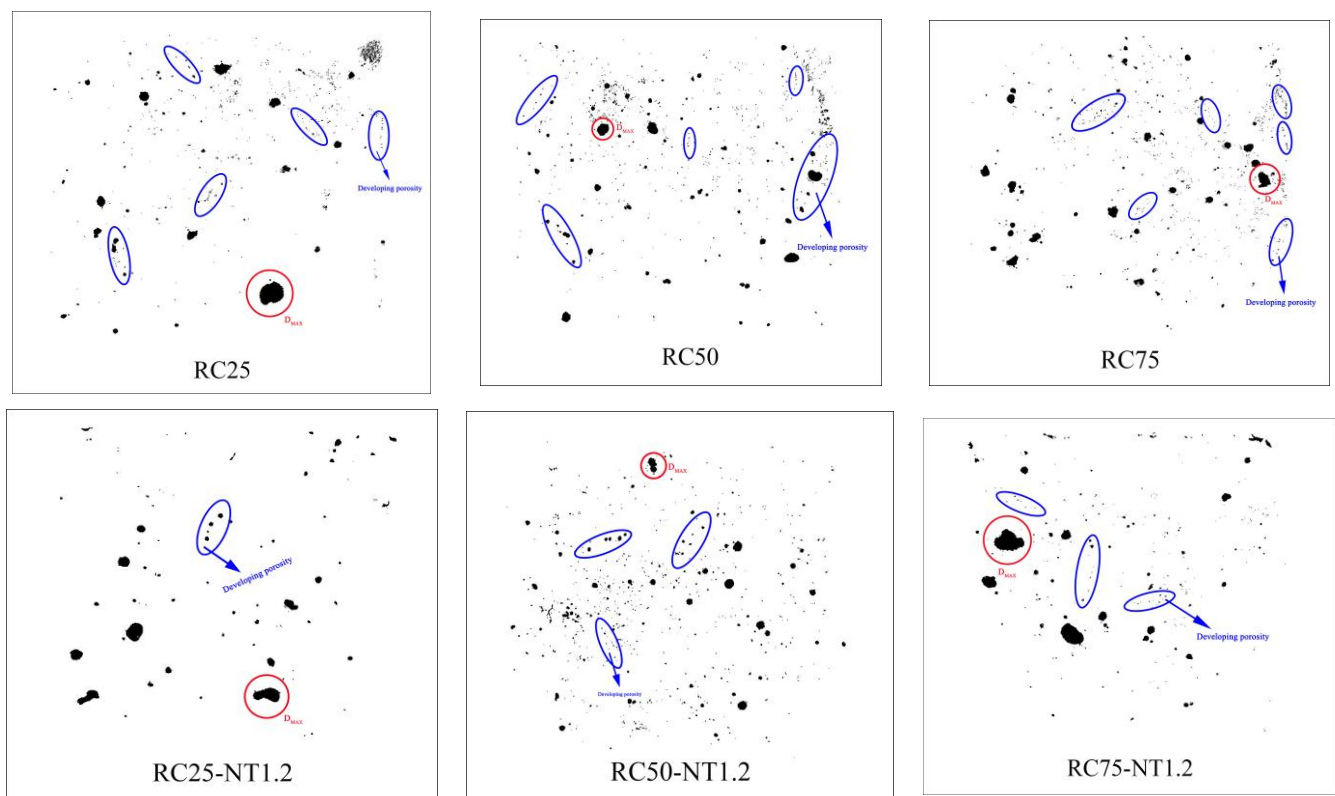 Developing porosity
D_MAX
RC25
D_MAX
Developing porosity
RC50
D_MAX
Developing porosity
RC75
Developing porosity
D_MAX
RC25-NT1.2
D_MAX
Developing porosity
RC50-NT1.2
D_MAX
Developing porosity
RC75-NT1.2